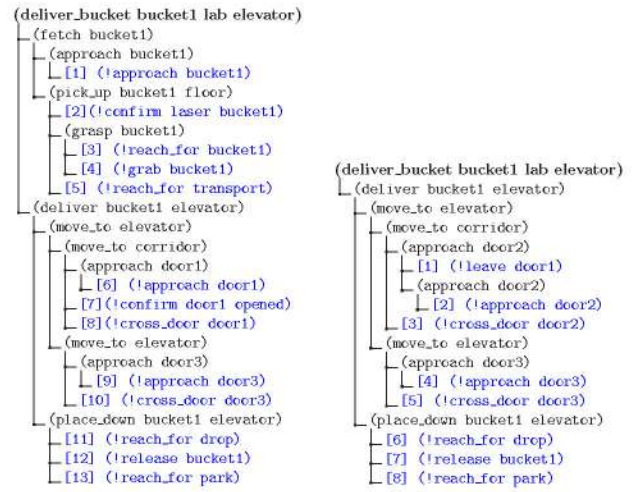 (deliver_bucket bucket1 lab elevator)
(fetch bucket1)
(approach bucket1)
[1] (!approach bucket1)
(pick_up bucket1 floor)
[2](!confirm laser bucket1)
(grasp bucket1)
[3] (!reach_for bucket1)
[4] (!grab bucket1)
[5] (!reach_for transport)
(deliver bucket1 elevator)
(move_to elevator)
(move_to corridor)
(approach door1)
[6] (!approach door1)
[7](!confirm door1 opened)
[8](!cross_door door1)
(move_to elevator)
(approach door3)
[9] (!approach door3)
[10] (!cross_door door3)
(place_down bucket1 elevator)
[11] (!reach_for drop)
[12] (!release bucket1)
[13] (!reach_for park)
(deliver_bucket bucket1 lab elevator)
(deliver bucket1 elevator)
(move_to elevator)
(move_to corridor)
(approach door2)
[1] (!leave door1)
(approach door2)
[2] (!approach door2)
[3] (!cross_door door2)
(move_to elevator)
(approach door3)
[4] (!approach door3)
[5] (!cross_door door3)
(place_down bucket1 elevator)
[6] (!reach_for drop)
[7] (!release bucket1)
[8] (!reach_for park)